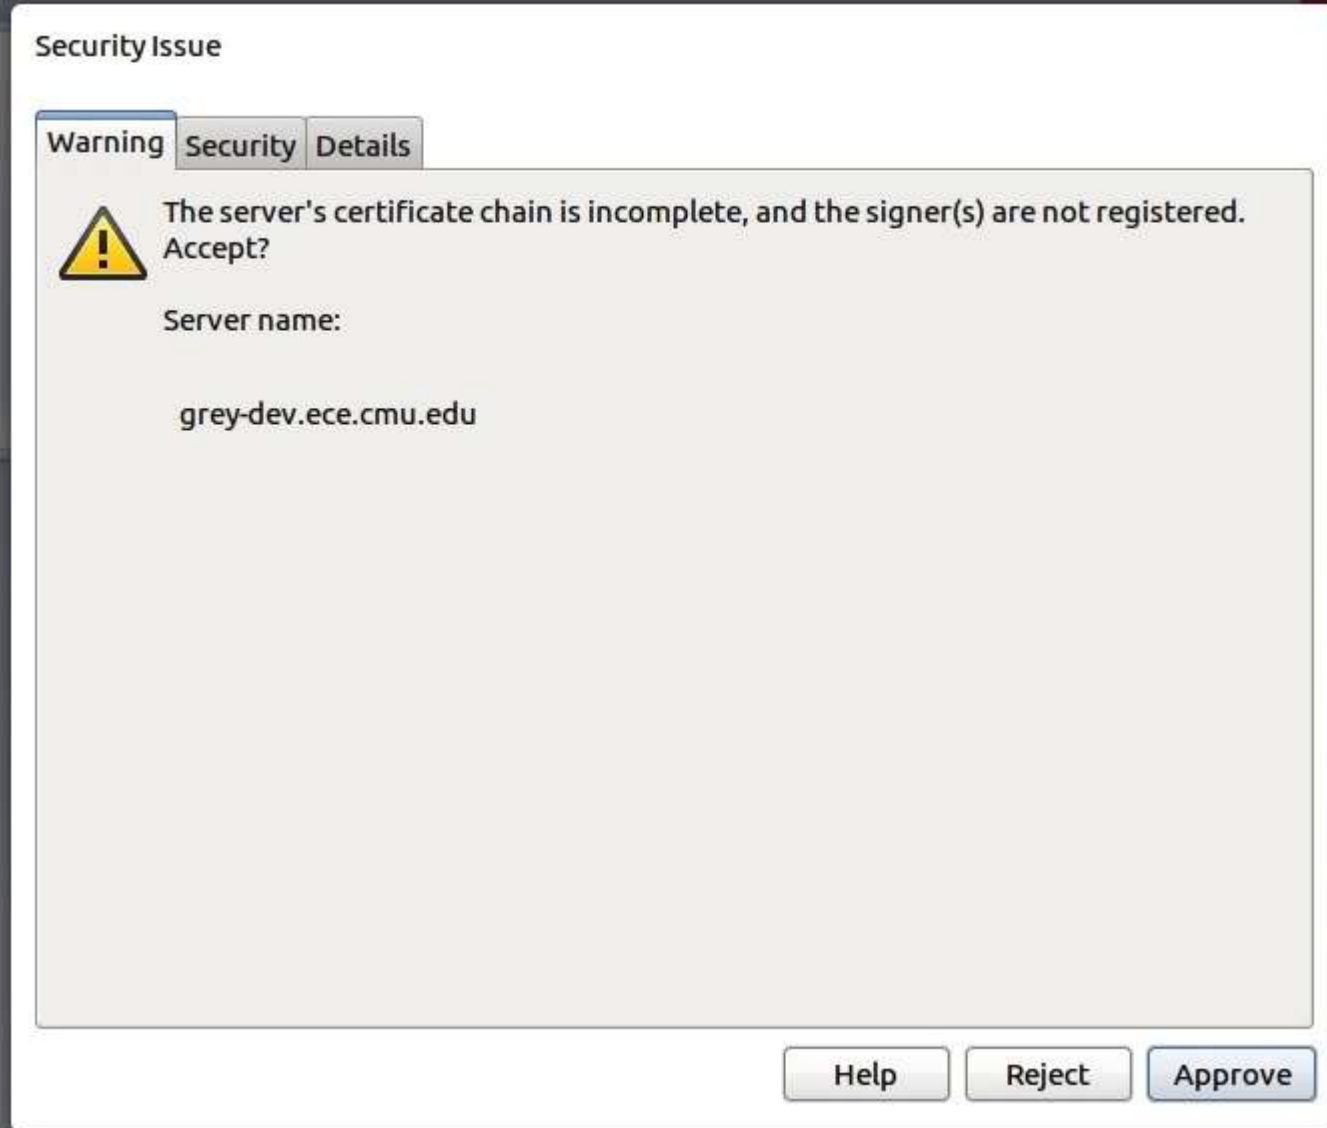 Security Issue
Warning Security Details
The server's certificate chain is incomplete, and the signer(s) are not registered.
Accept?
Server name:
grey-dev.ece.cmu.edu
Help Reject Approve